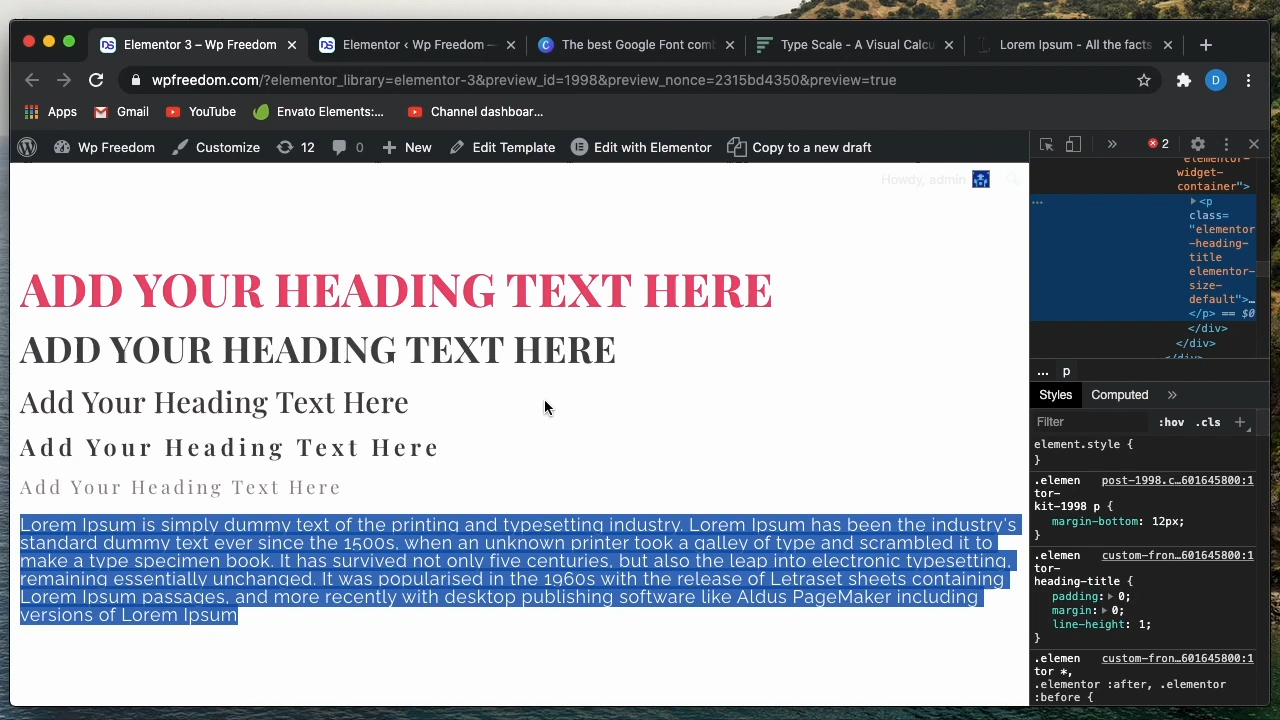 Elementor 3 – Wp Freedom
Elementor ‹ Wp Freedom —
The best Google Font com
Type Scale - A Visual Calcu
Lorem Ipsum - All the facts
wpfreedom.com/?elementor_library=elementor-3&preview_id=1998&preview_nonce=2315bd4350&preview=true
D
Apps
Gmail
YouTube
Envato Elements:...
Channel dashboar...
Wp Freedom
Customize
12
0
New
Edit Template
Edit with Elementor
Copy to a new draft
Howdy, admin
ADD YOUR HEADING TEXT HERE
ADD YOUR HEADING TEXT HERE
Add Your Heading Text Here
Add Your Heading Text Here
Add Your Heading Text Here
Lorem Ipsum is simply dummy text of the printing and typesetting industry. Lorem Ipsum has been the industry's
standard dummy text ever since the 1500s, when an unknown printer took a galley of type and scrambled it to
make a type specimen book. It has survived not only five centuries, but also the leap into electronic typesetting,
remaining essentially unchanged. It was popularised in the 1960s with the release of Letraset sheets containing
Lorem Ipsum passages, and more recently with desktop publishing software like Aldus PageMaker including
versions of Lorem Ipsum
2
elementor-
widget-
container">
<p
class=
"elementor
-heading-
title
elementor-
size-
default">…
</p> == $0
</div>
</div>
</div>
... p
Styles
Computed
Filter
:hov .cls
element.style {
}
.elemen post-1998.c…601645800:1
tor-
kit-1998 p {
margin-bottom: 12px;
}
.elemen custom-fron…601645800:1
tor-
heading-title {
padding: 0;
margin: 0;
line-height: 1;
}
.elemen custom-fron…601645800:1
tor *,
.elementor :after, .elementor
:before {